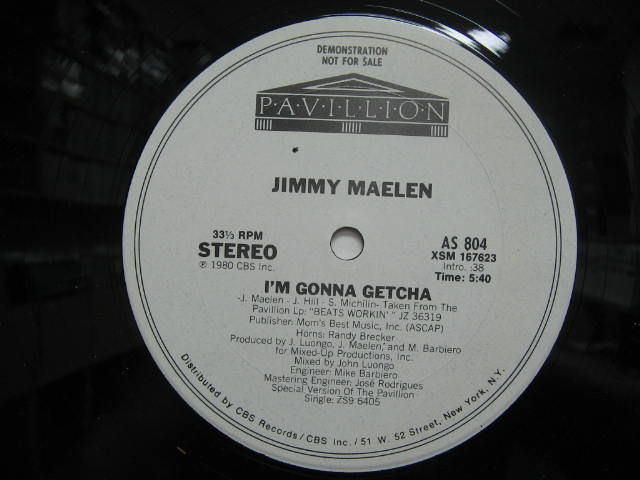 DEMONSTRATION
NOT FOR SALE
P·A·V·I·L·L·I·O·N
JIMMY MAELEN
33⅓ RPM
STEREO
℗ 1980 CBS Inc.
AS 804
XSM 167623
Intro. :38
Time: 5:40
I'M GONNA GETCHA
-J. Maelen - J. Hill - S. Michilin- Taken From The
Pavillion Lp: "BEATS WORKIN'" JZ 36319
Publisher: Mom's Best Music, Inc. (ASCAP)
Horns: Randy Brecker
Produced by J. Luongo, J. Maelen, and M. Barbiero
for Mixed-Up Productions, Inc.
Mixed by John Luongo
Engineer: Mike Barbiero
Mastering Engineer: José Rodrigues
Special Version Of The Pavillion
Single: ZS9 6405
Distributed by CBS Records / CBS Inc. / 51 W. 52 Street, New York, N.Y.